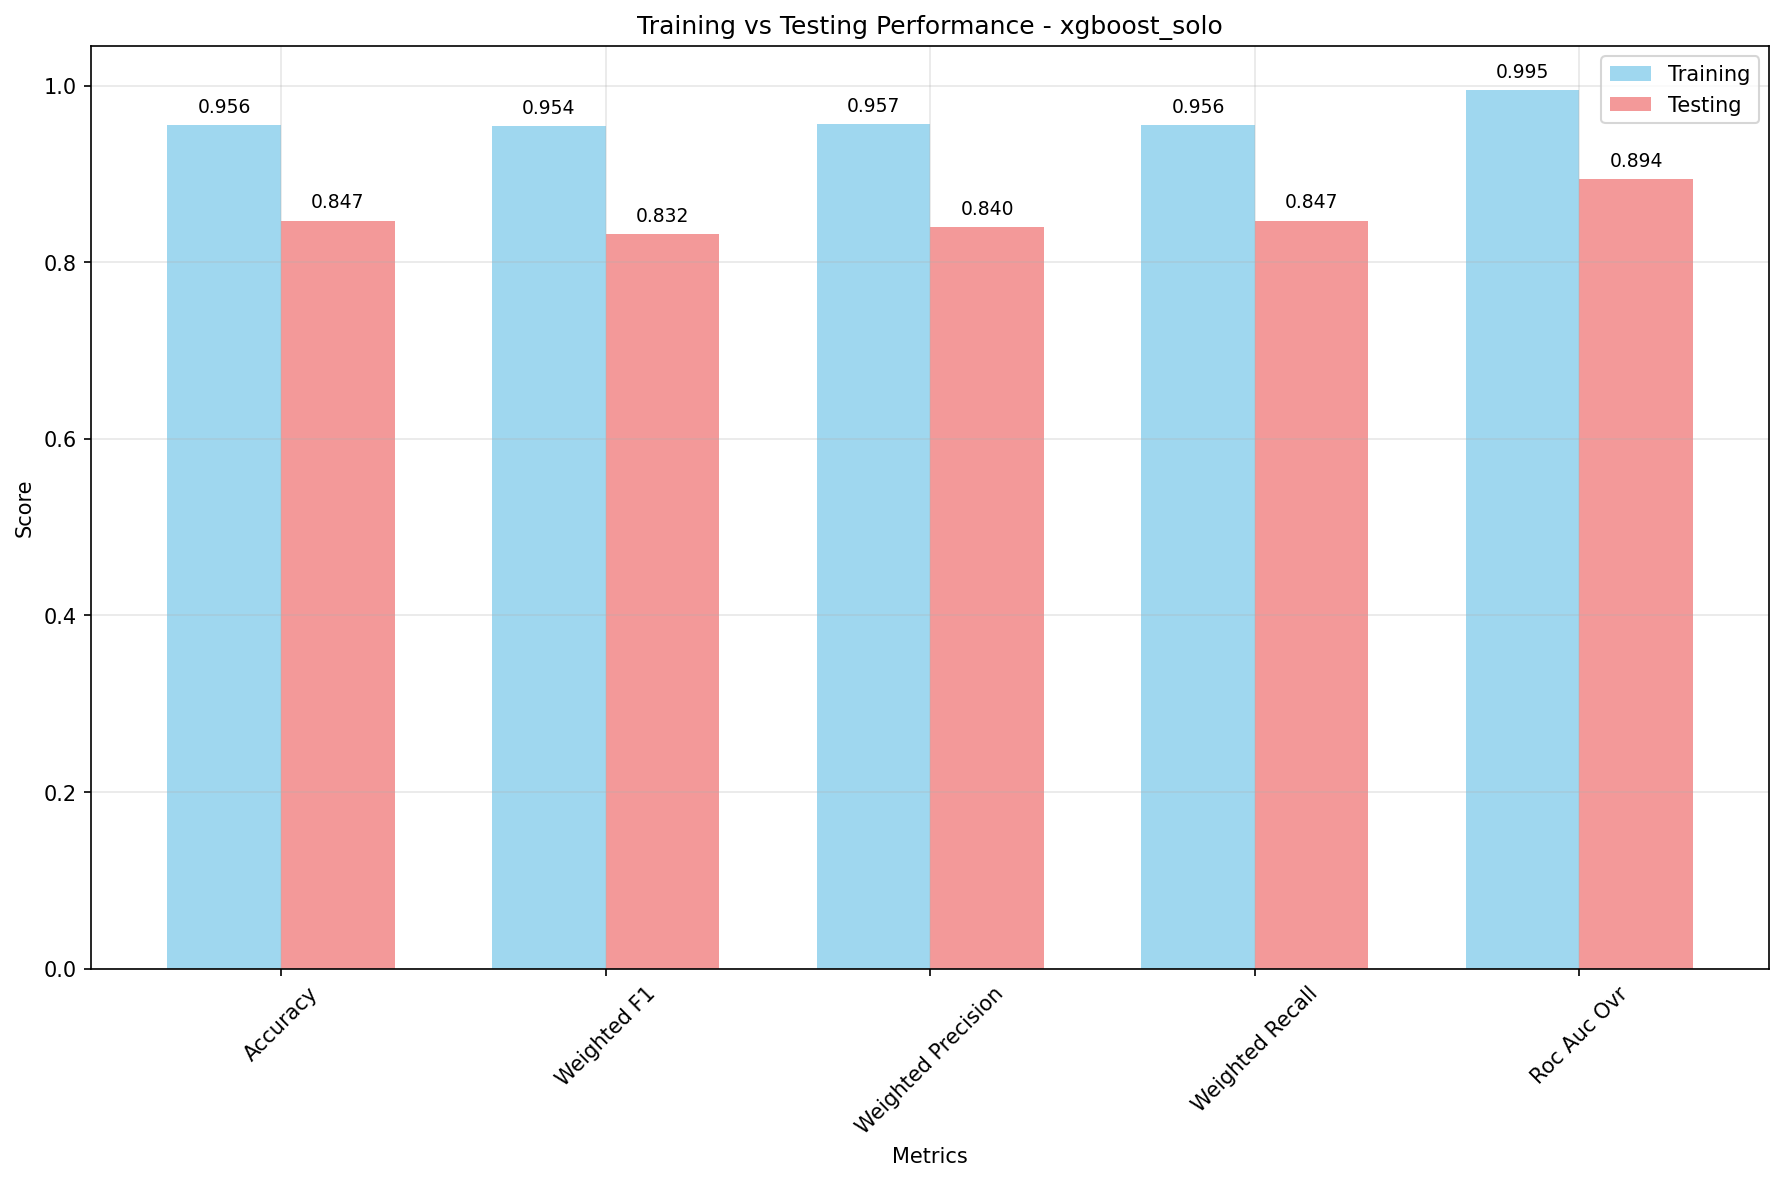 Training vs Testing Performance - xgboost_solo
Training
Testing
0.956
0.847
0.954
0.832
0.957
0.840
0.956
0.847
0.995
0.894
1.0
0.8
0.6
0.4
0.2
0.0
Score
Accuracy
Weighted F1
Weighted Precision
Weighted Recall
Roc Auc Ovr
Metrics